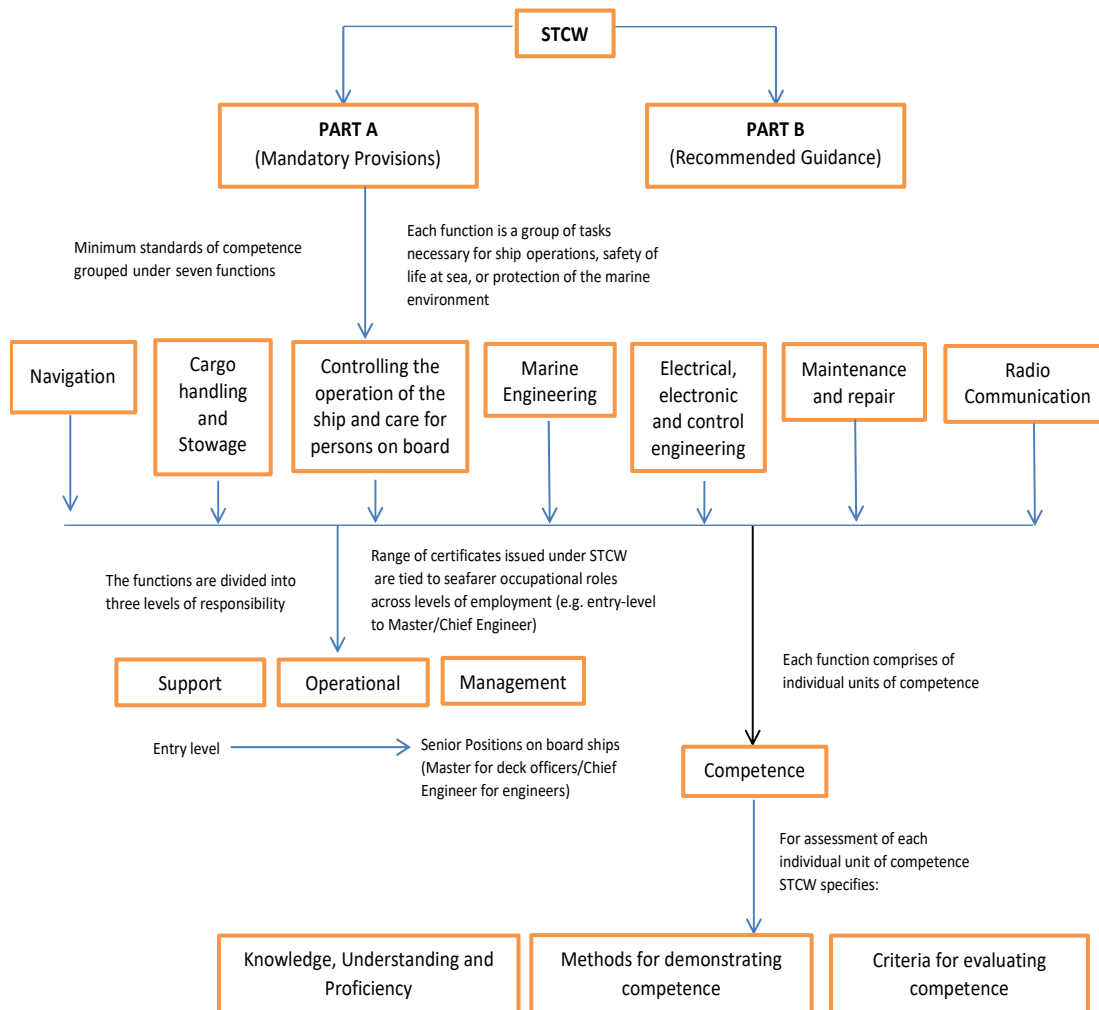 STCW
PART A
(Mandatory Provisions)
PART B
(Recommended Guidance)
Minimum standards of competence
grouped under seven functions
Each function is a group of tasks
necessary for ship operations, safety of
life at sea, or protection of the marine
environment
Navigation
Cargo
handling
and
Stowage
Controlling the
operation of the
ship and care for
persons on board
Marine
Engineering
Electrical,
electronic
and control
engineering
Maintenance
and repair
Radio
Communication
The functions are divided into
three levels of responsibility
Range of certificates issued under STCW
are tied to seafarer occupational roles
across levels of employment (e.g. entry-level
to Master/Chief Engineer)
Each function comprises of
individual units of competence
Support
Operational
Management
Entry level
Senior Positions on board ships
(Master for deck officers/Chief
Engineer for engineers)
Competence
For assessment of each
individual unit of competence
STCW specifies:
Knowledge, Understanding and
Proficiency
Methods for demonstrating
competence
Criteria for evaluating
competence